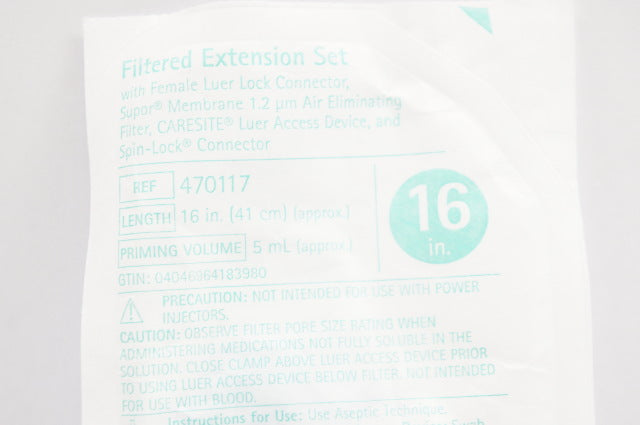 Filtered Extension Set
with Female Luer Lock Connector,
Supor® Membrane 1.2 µm Air Eliminating
Filter, CARESITE® Luer Access Device, and
Spin-Lock® Connector
REF 470117
LENGTH 16 in. (41 cm) (approx.)
PRIMING VOLUME 5 mL (approx.)
16
in.
GTIN: 04046964183980
PRECAUTION: NOT INTENDED FOR USE WITH POWER
INJECTORS.
CAUTION: OBSERVE FILTER PORE SIZE RATING WHEN
ADMINISTERING MEDICATIONS NOT FULLY SOLUBLE IN THE
SOLUTION. CLOSE CLAMP ABOVE LUER ACCESS DEVICE PRIOR
TO USING LUER ACCESS DEVICE BELOW FILTER. NOT INTENDED
FOR USE WITH BLOOD.
Instructions for Use: Use Aseptic Technique.